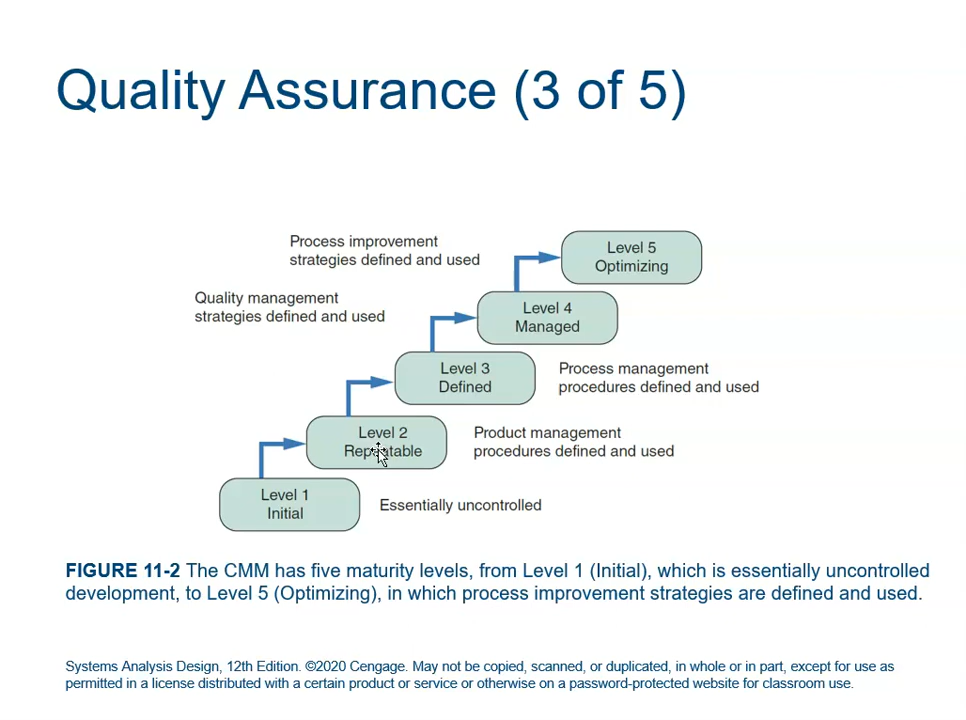 Quality Assurance (3 of 5)
Process improvement
strategies defined and used
Level 5
Optimizing
Quality management
strategies defined and used
Level 4
Managed
Level 3
Defined
Process management
procedures defined and used
Level 2
Repeatable
Product management
procedures defined and used
Level 1
Initial
Essentially uncontrolled
FIGURE 11-2 The CMM has five maturity levels, from Level 1 (Initial), which is essentially uncontrolled
development, to Level 5 (Optimizing), in which process improvement strategies are defined and used.
Systems Analysis Design, 12th Edition. ©2020 Cengage. May not be copied, scanned, or duplicated, in whole or in part, except for use as
permitted in a license distributed with a certain product or service or otherwise on a password-protected website for classroom use.